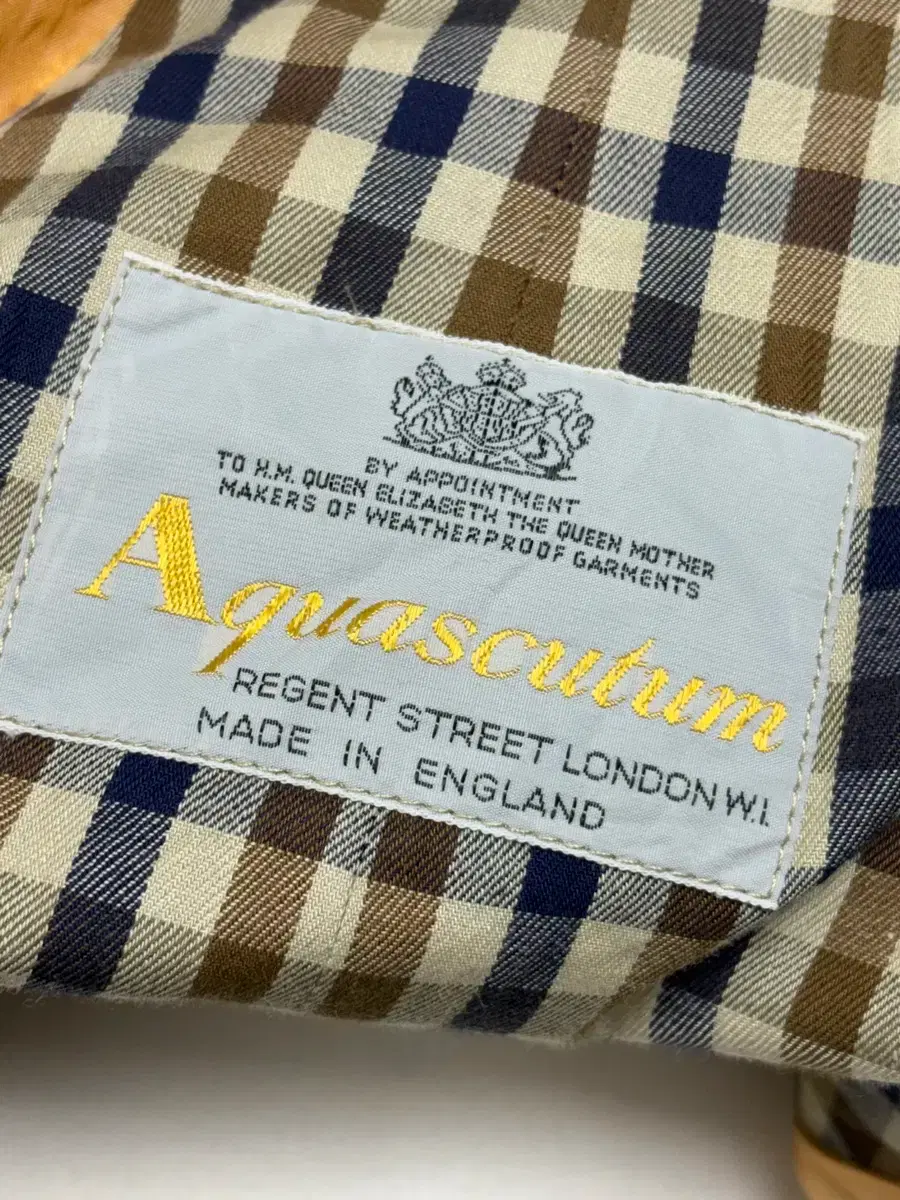 BY APPOINTMENT
TO H.M. QUEEN ELIZABETH THE QUEEN MOTHER
MAKERS OF WEATHERPROOF GARMENTS
Aquascutum
REGENT STREET LONDON W.I.
MADE IN ENGLAND